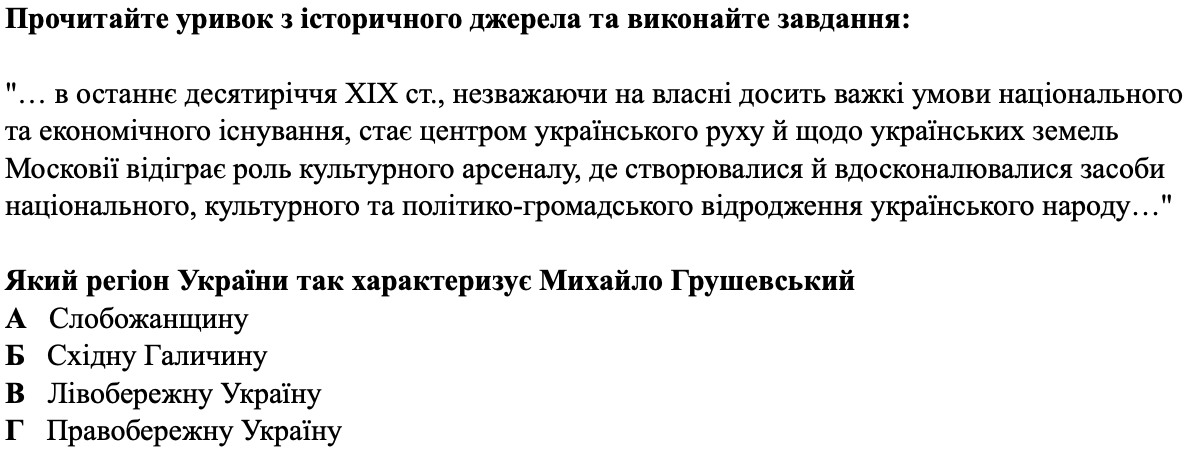 Прочитайте уривок з історичного джерела та виконайте завдання:
"… в останнє десятиріччя XIX ст., незважаючи на власні досить важкі умови національного
та економічного існування, стає центром українського руху й щодо українських земель
Московії відіграє роль культурного арсеналу, де створювалися й вдосконалювалися засоби
національного, культурного та політико-громадського відродження українського народу…"
Який регіон України так характеризує Михайло Грушевський
А Слобожанщину
Б Східну Галичину
В Лівобережну Україну
Г Правобережну Україну